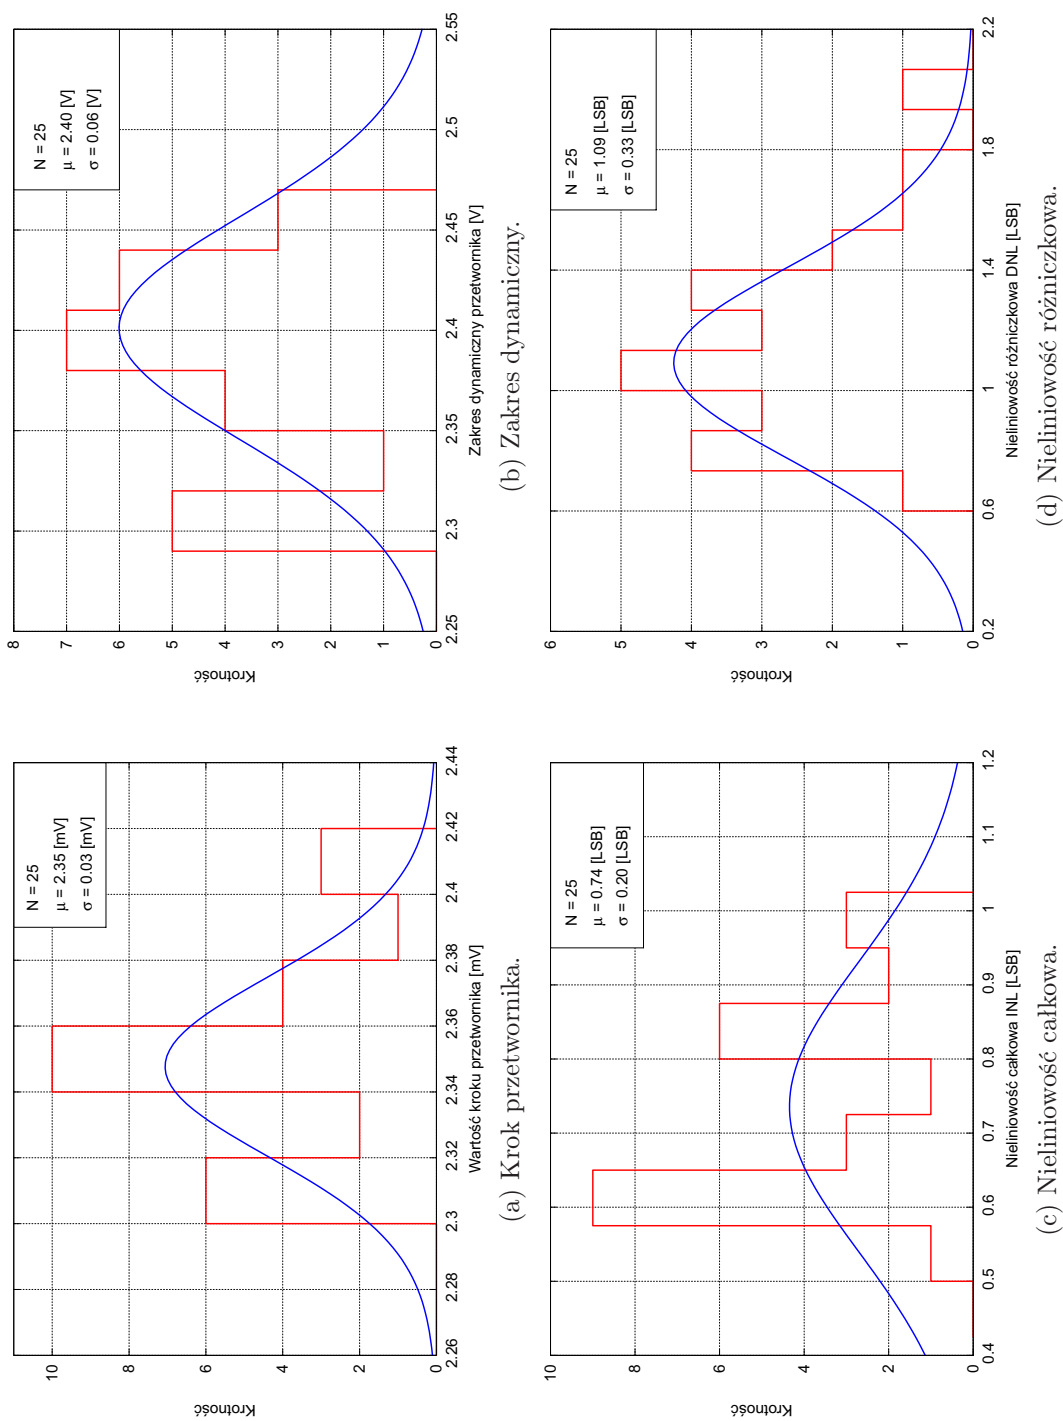 0
2
4
6
8
10
2.26
2.28
2.3
2.32
2.34
2.36
2.38
2.4
2.42
2.44
Krotność
Wartość kroku przetwornika [mV]
N = 25
μ = 2.35 [mV]
σ = 0.03 [mV]
(a) Krok przetwornika.
0
1
2
3
4
5
6
7
8
2.25
2.3
2.35
2.4
2.45
2.5
2.55
Krotność
Zakres dynamiczny przetwornika [V]
N = 25
μ = 2.40 [V]
σ = 0.06 [V]
(b) Zakres dynamiczny.
0
2
4
6
8
10
0.4
0.5
0.6
0.7
0.8
0.9
1
1.1
1.2
Krotność
Nieliniowość całkowa INL [LSB]
N = 25
μ = 0.74 [LSB]
σ = 0.20 [LSB]
(c) Nieliniowość całkowa.
0
1
2
3
4
5
6
0.2
0.6
1
1.4
1.8
2.2
Krotność
Nieliniowość różniczkowa DNL [LSB]
N = 25
μ = 1.09 [LSB]
σ = 0.33 [LSB]
(d) Nieliniowość różniczkowa.